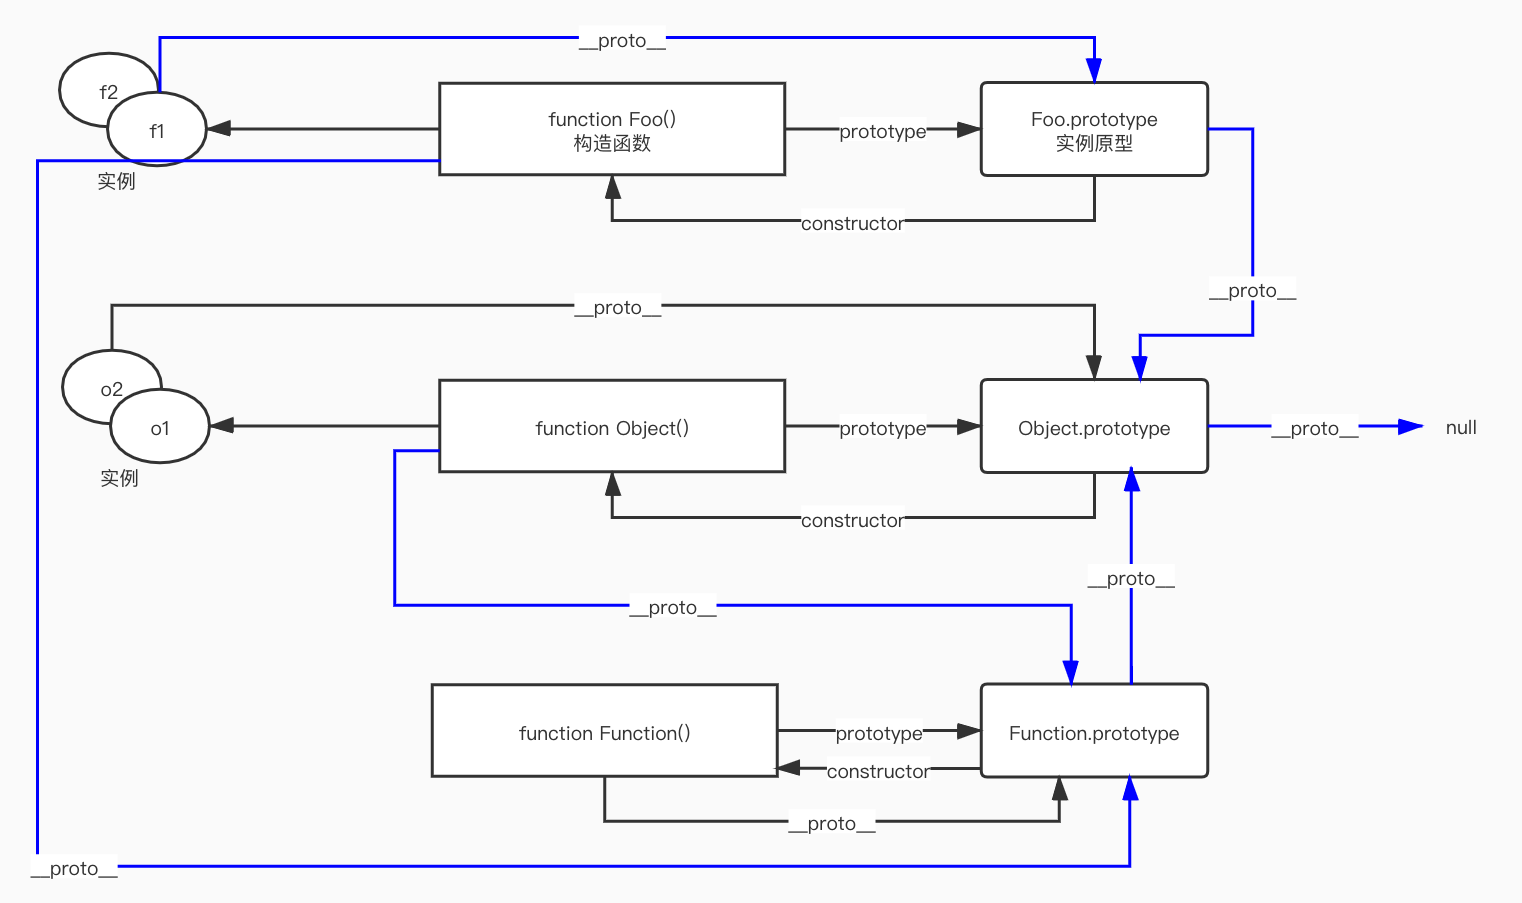 __proto__
f2
f1
实例
function Foo()
构造函数
prototype
Foo.prototype
实例原型
constructor
__proto__
__proto__
o2
o1
实例
function Object()
prototype
Object.prototype
__proto__
null
constructor
__proto__
__proto__
function Function()
prototype
constructor
Function.prototype
__proto__
__proto__